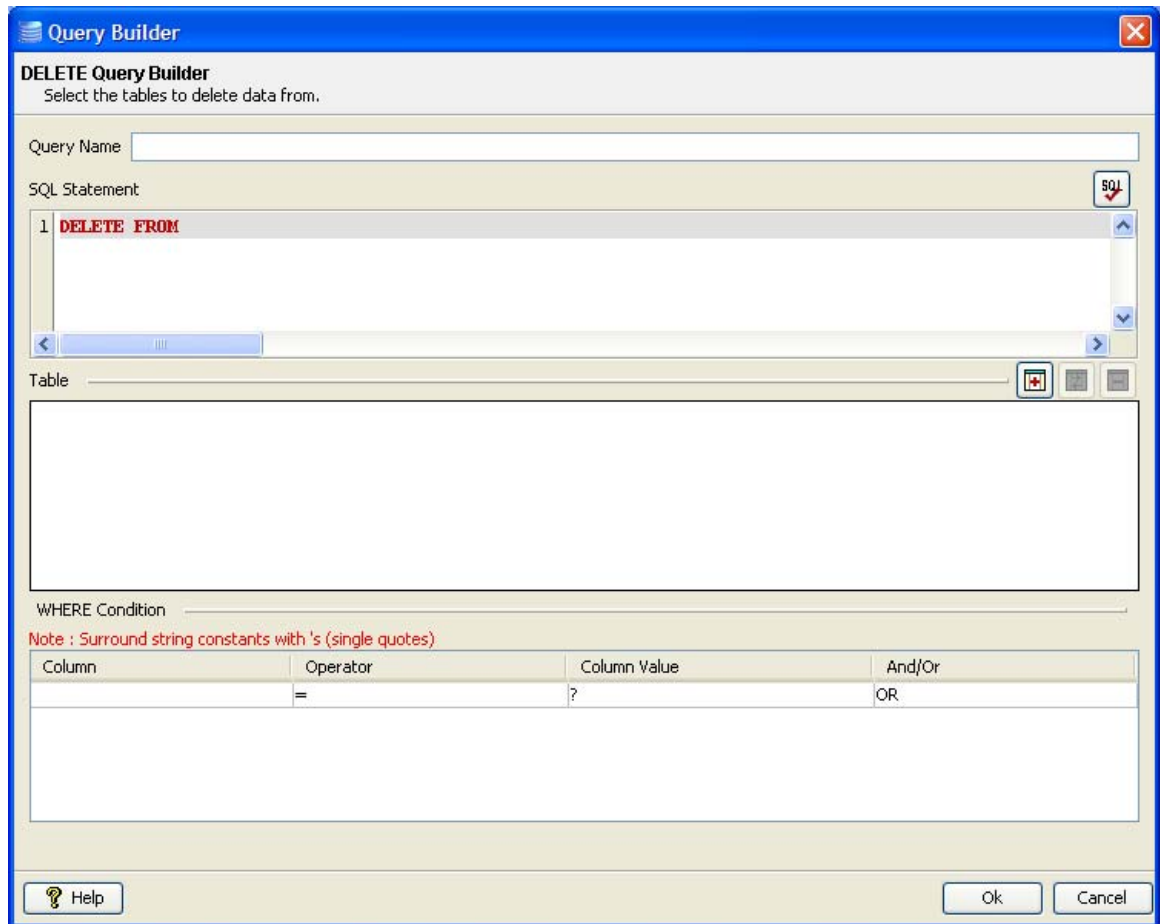 Query Builder
DELETE Query Builder
Select the tables to delete data from.
Query Name
SQL Statement
SQL
1 DELETE FROM
Table
WHERE Condition
Note : Surround string constants with 's (single quotes)
Column Operator Column Value And/Or
= ? OR
? Help Ok Cancel